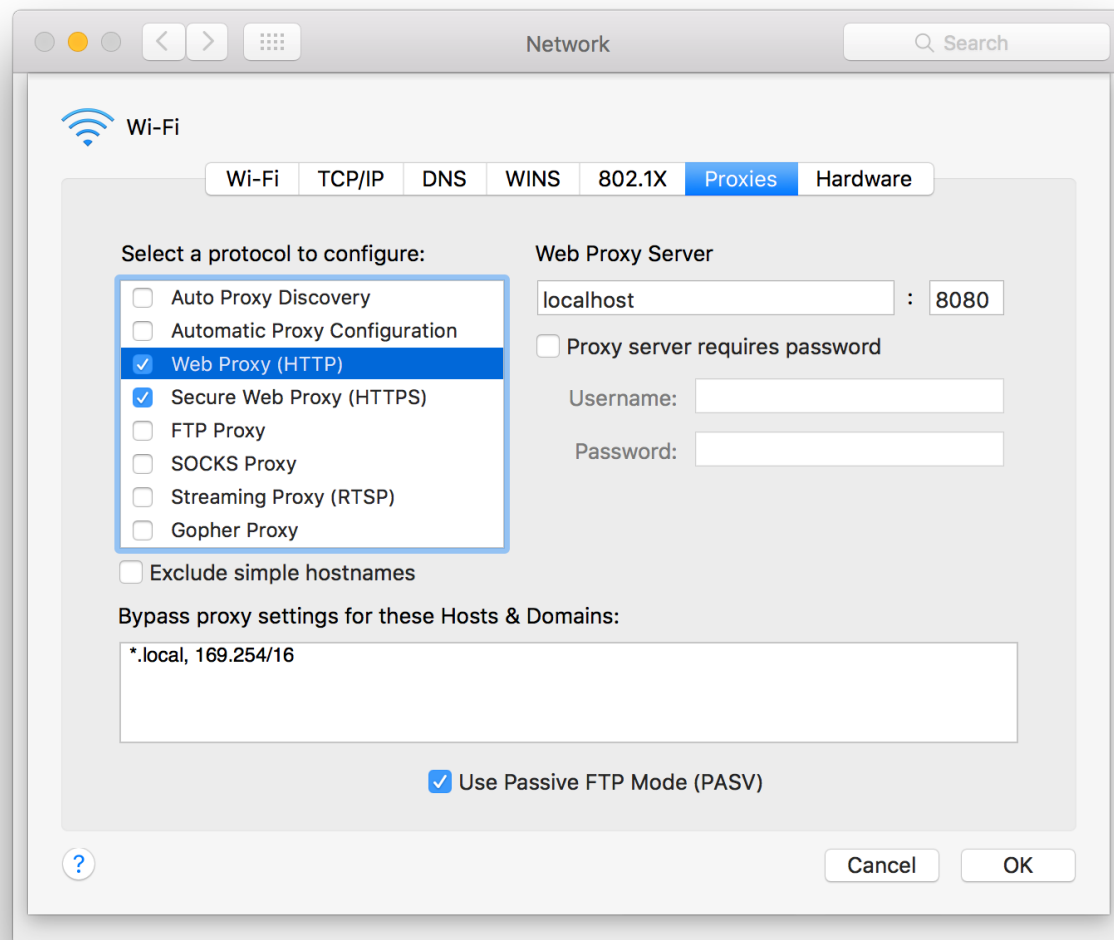 Network
Search
Wi-Fi
Wi-Fi TCP/IP DNS WINS 802.1X Proxies Hardware
Select a protocol to configure:
Auto Proxy Discovery
Automatic Proxy Configuration
Web Proxy (HTTP)
Secure Web Proxy (HTTPS)
FTP Proxy
SOCKS Proxy
Streaming Proxy (RTSP)
Gopher Proxy
Exclude simple hostnames
Web Proxy Server
localhost : 8080
Proxy server requires password
Username:
Password:
Bypass proxy settings for these Hosts & Domains:
*.local, 169.254/16
Use Passive FTP Mode (PASV)
?
Cancel OK